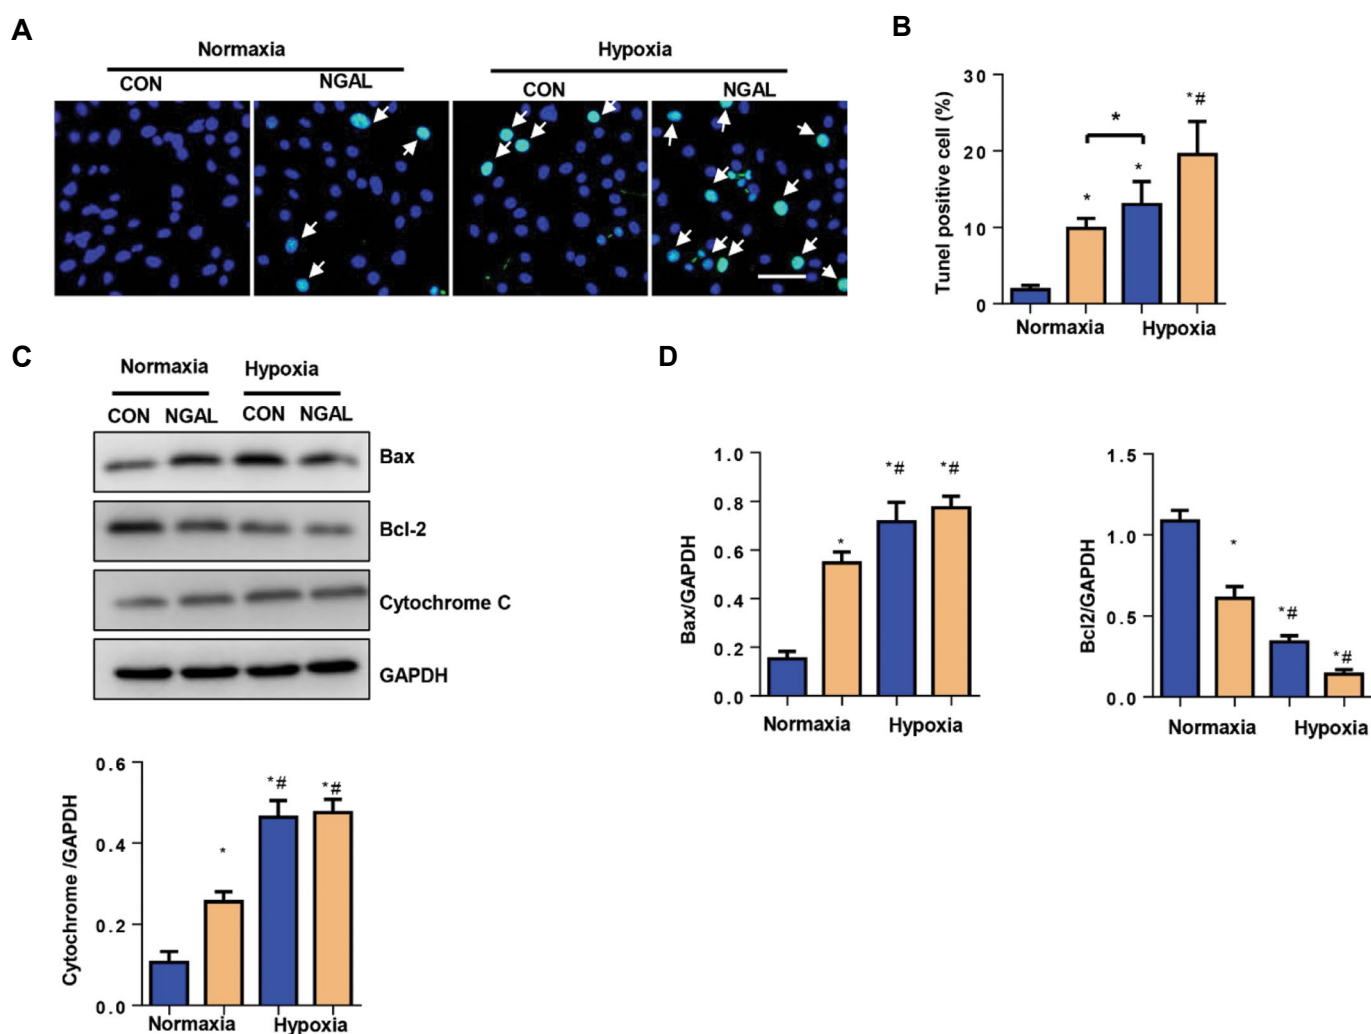 A
Normaxia
Hypoxia
CON
NGAL
CON
NGAL
B
Tunel positive cell (%)
30
20
10
0
*
*
*
*#
Normaxia
Hypoxia
C
Normaxia
Hypoxia
CON
NGAL
CON
NGAL
Bax
Bcl-2
Cytochrome C
GAPDH
D
Bax/GAPDH
1.0
0.8
0.6
0.4
0.2
0.0
*
*#
*#
Normaxia
Hypoxia
Bcl2/GAPDH
1.5
1.0
0.5
0.0
*
*#
*#
Normaxia
Hypoxia
Cytochrome /GAPDH
0.6
0.4
0.2
0.0
*
*#
*#
Normaxia
Hypoxia